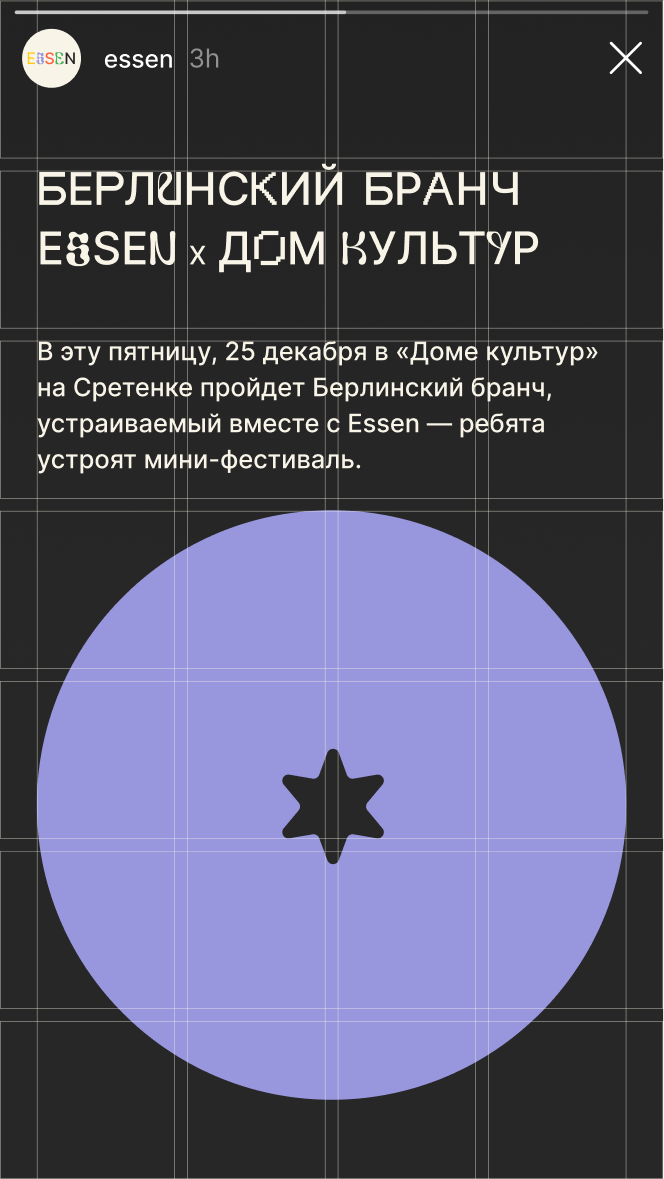 ESSEN
essen 3h
БЕРЛИНСКИЙ БРАНЧ
ESSEN x ДОМ КУЛЬТУР
В эту пятницу, 25 декабря в «Доме культур»
на Сретенке пройдет Берлинский бранч,
устраиваемый вместе с Essen — ребята
устроят мини-фестиваль.